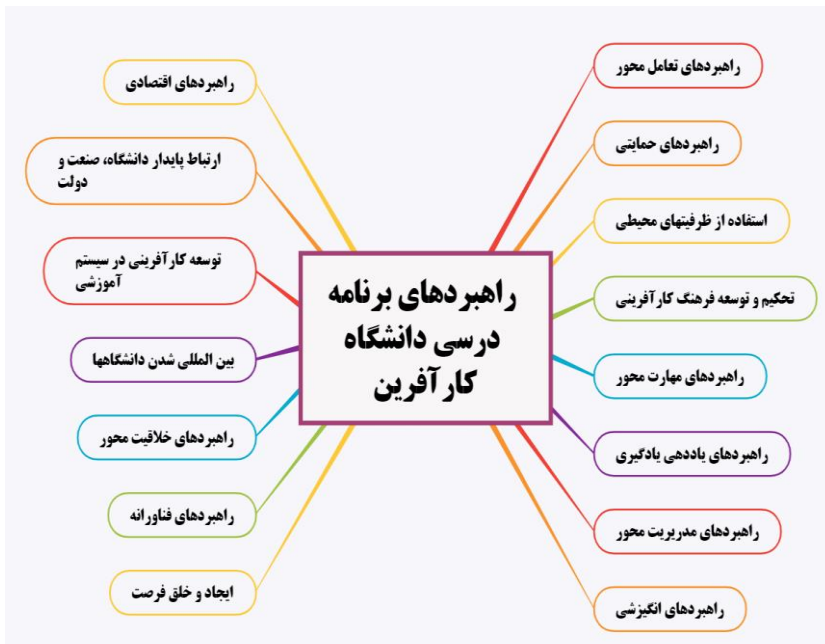 راهبردهای برنامه
درسی دانشگاه
کارآفرین
راهبردهای تعامل محور
راهبردهای حمایتی
استفاده از ظرفیتهای محیطی
تحکیم و توسعه فرهنگ کارآفرینی
راهبردهای مهارت محور
راهبردهای یاددهی یادگیری
راهبردهای مدریریت محور
راهبردهای انگیزشی
راهبردهای اقتصادی
ارتباط پایدار دانشگاه، صنعت و
دولت
توسعه کارآفرینی در سیستم
آموزشی
بین المللی شدن دانشگاهها
راهبردهای خلاقیت محور
راهبردهای فناورانه
ایجاد و خلق فرصت